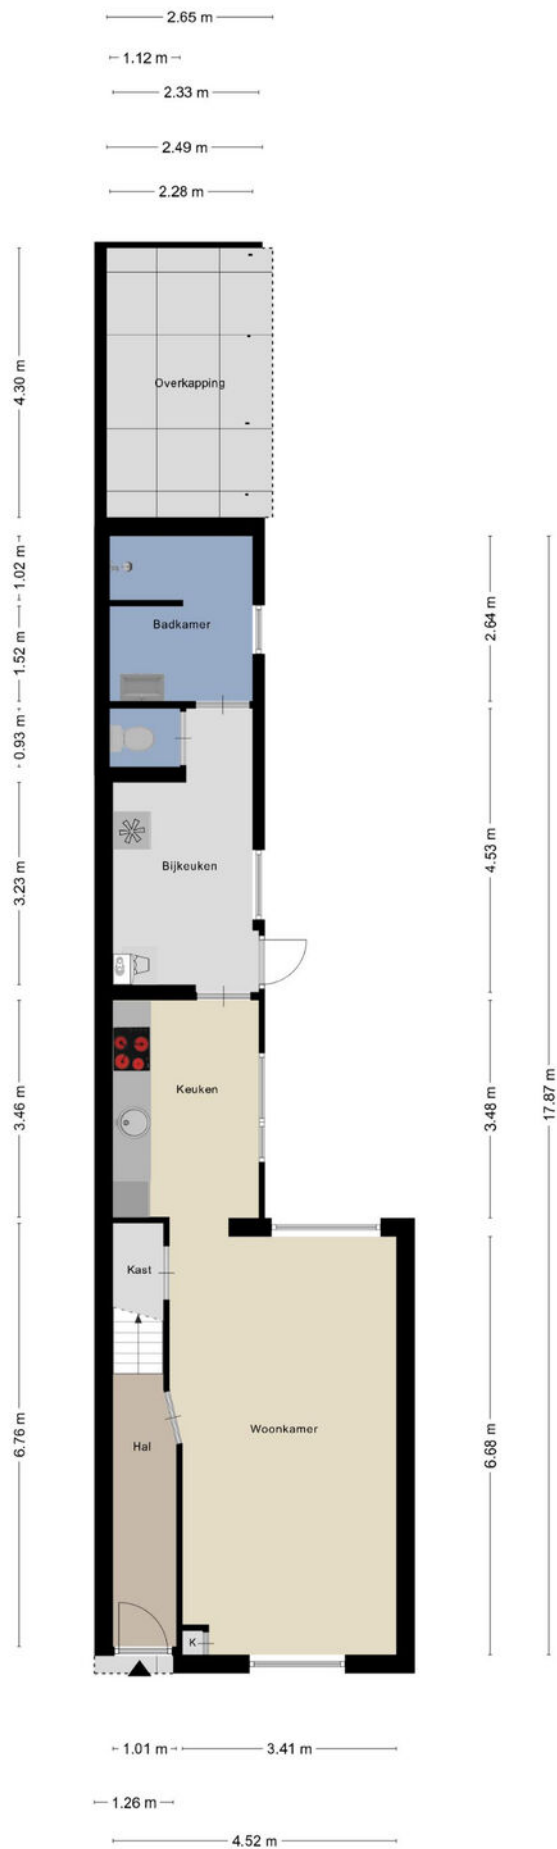 2.65 m
1.12 m
2.33 m
2.49 m
2.28 m
4.30 m
Overkapping
1.02 m
2.64 m
Badkamer
1.52 m
0.93 m
4.53 m
3.23 m
Bijkeuken
17.87 m
Keuken
3.46 m
3.48 m
Kast
Woonkamer
Hal
6.76 m
6.68 m
K
1.01 m
3.41 m
1.26 m
4.52 m